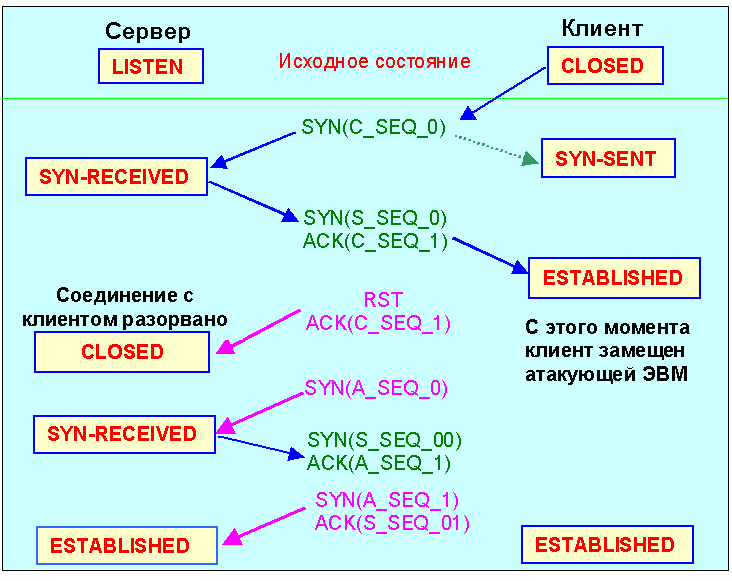 Сервер
Клиент
LISTEN
Исходное состояние
CLOSED
SYN(C_SEQ_0)
SYN-SENT
SYN-RECEIVED
SYN(S_SEQ_0)
ACK(C_SEQ_1)
ESTABLISHED
Соединение с
клиентом разорвано
CLOSED
RST
ACK(C_SEQ_1)
С этого момента
клиент замещен
атакующей ЭВМ
SYN(A_SEQ_0)
SYN-RECEIVED
SYN(S_SEQ_00)
ACK(A_SEQ_1)
SYN(A_SEQ_1)
ACK(S_SEQ_01)
ESTABLISHED
ESTABLISHED